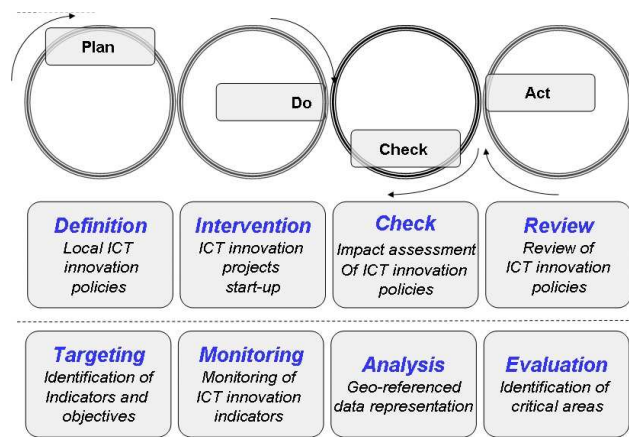 Plan
Do
Check
Act
Definition
Local ICT
innovation
policies
Intervention
ICT innovation
projects
start-up
Check
Impact assessment
Of ICT innovation
policies
Review
Review of
ICT innovation
policies
Targeting
Identification of
Indicators and
objectives
Monitoring
Monitoring of
ICT innovation
indicators
Analysis
Geo-referenced
data representation
Evaluation
Identification of
critical areas